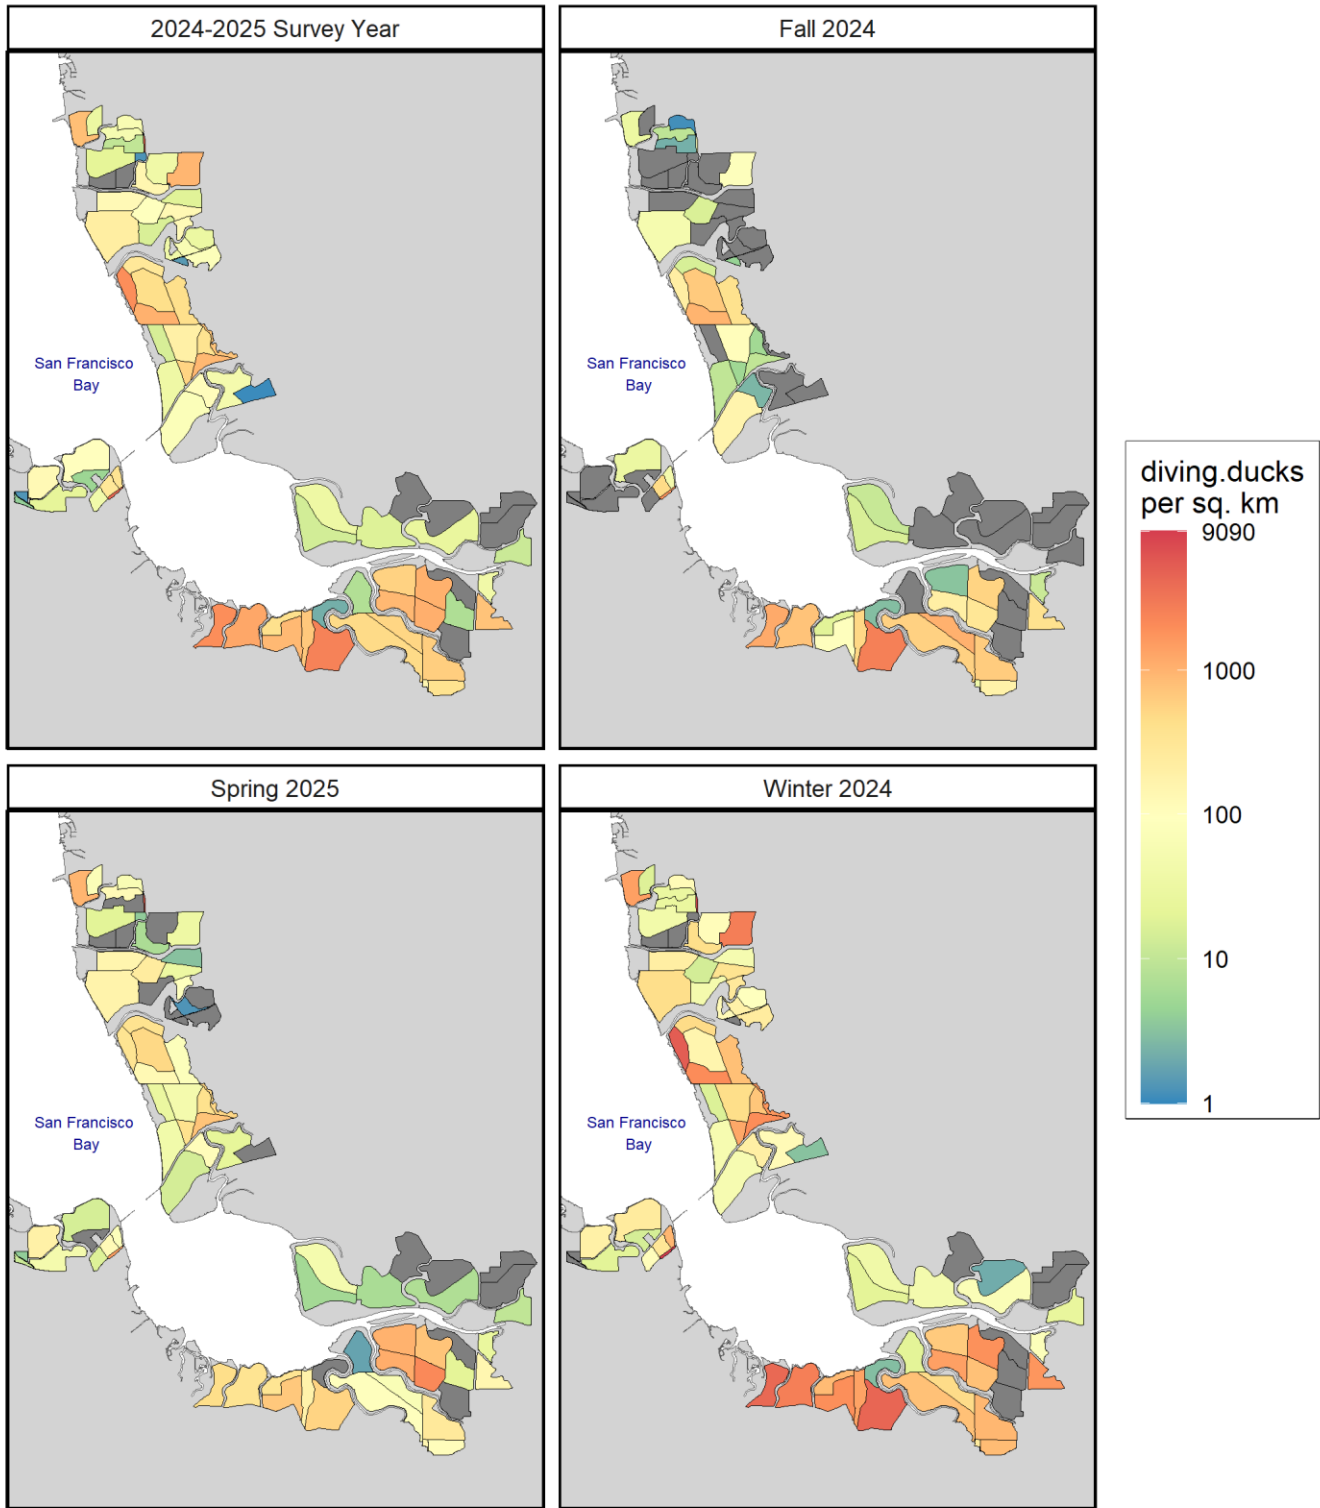 2024-2025 Survey Year
Fall 2024
San Francisco
Bay
San Francisco
Bay
diving.ducks
per sq. km
9090
1000
100
10
1
Spring 2025
Winter 2024
San Francisco
Bay
San Francisco
Bay